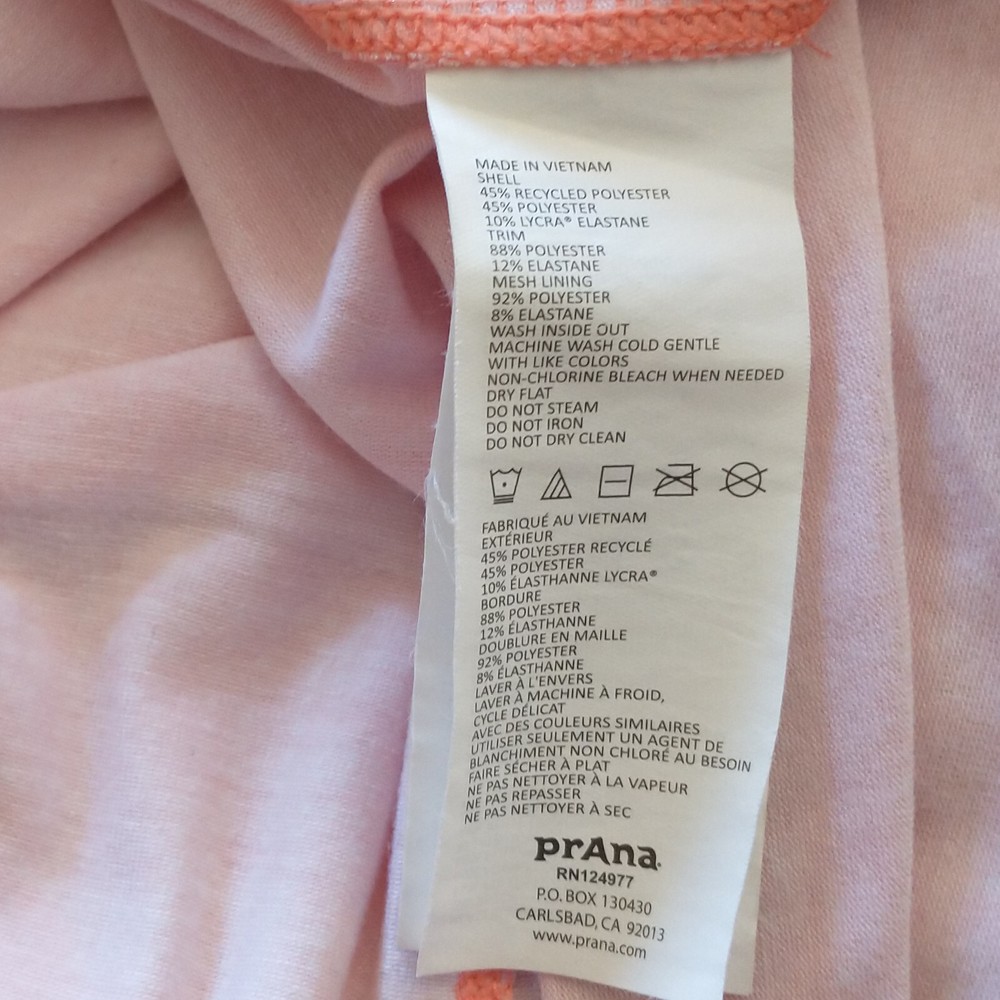 MADE IN VIETNAM
SHELL
45% RECYCLED POLYESTER
45% POLYESTER
10% LYCRA® ELASTANE
TRIM
88% POLYESTER
12% ELASTANE
MESH LINING
92% POLYESTER
8% ELASTANE
WASH INSIDE OUT
MACHINE WASH COLD GENTLE
WITH LIKE COLORS
NON-CHLORINE BLEACH WHEN NEEDED
DRY FLAT
DO NOT STEAM
DO NOT IRON
DO NOT DRY CLEAN
FABRIQUÉ AU VIETNAM
EXTÉRIEUR
45% POLYESTER RECYCLÉ
45% POLYESTER
10% ÉLASTHANNE LYCRA®
BORDURE
88% POLYESTER
12% ÉLASTHANNE
DOUBLURE EN MAILLE
92% POLYESTER
8% ÉLASTHANNE
LAVER À L'ENVERS
LAVER À MACHINE À FROID,
CYCLE DÉLICAT
AVEC DES COULEURS SIMILAIRES
UTILISER SEULEMENT UN AGENT DE
BLANCHIMENT NON CHLORÉ AU BESOIN
FAIRE SÉCHER À PLAT
NE PAS NETTOYER À LA VAPEUR
NE PAS REPASSER
NE PAS NETTOYER À SEC
prAna
RN124977
P.O. BOX 130430
CARLSBAD, CA 92013
www.prana.com